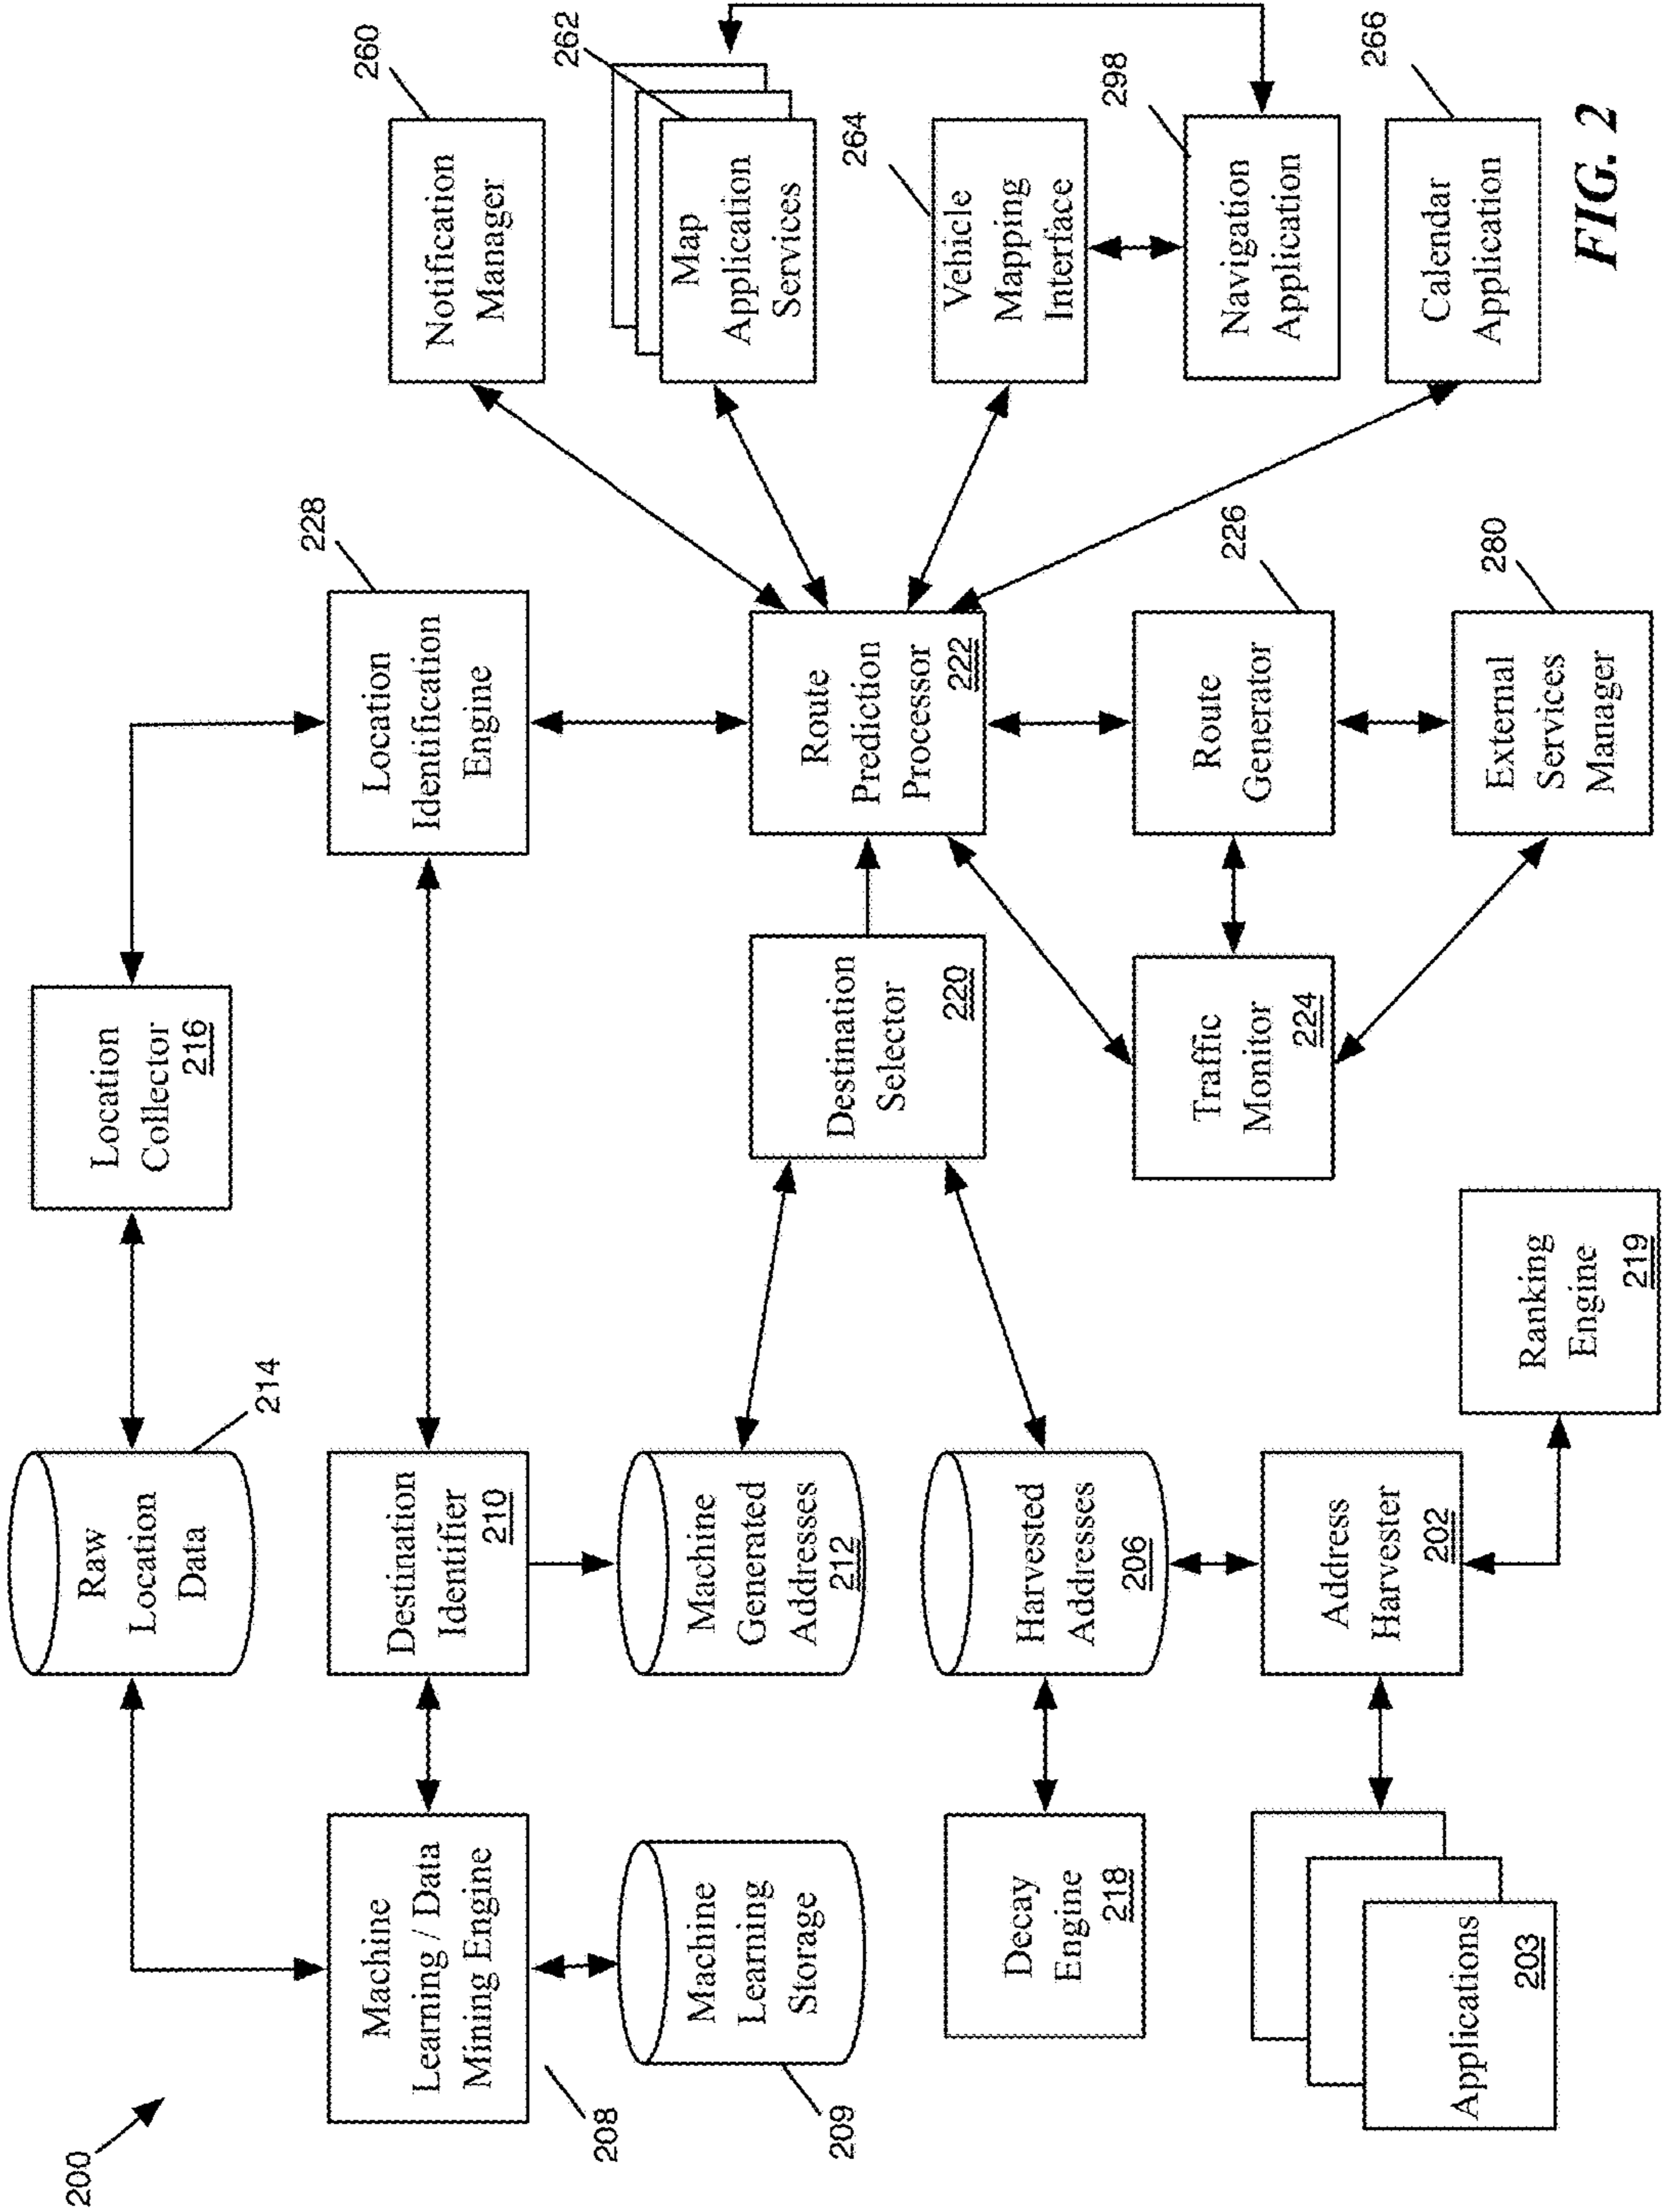 200
Raw
Location
Data
214
Location
Collector
216
Machine
Learning / Data
Mining Engine
208
Destination
Identifier
210
Location
Identification
Engine
228
Notification
Manager
260
Machine
Learning
Storage
209
Machine
Generated
Addresses
212
Map
Application
Services
262
Destination
Selector
220
Route
Prediction
Processor
222
Vehicle
Mapping
Interface
264
Decay
Engine
218
Harvested
Addresses
206
Traffic
Monitor
224
Route
Generator
226
Navigation
Application
298
Applications
203
Address
Harvester
202
Ranking
Engine
219
External
Services
Manager
280
Calendar
Application
266
FIG. 2